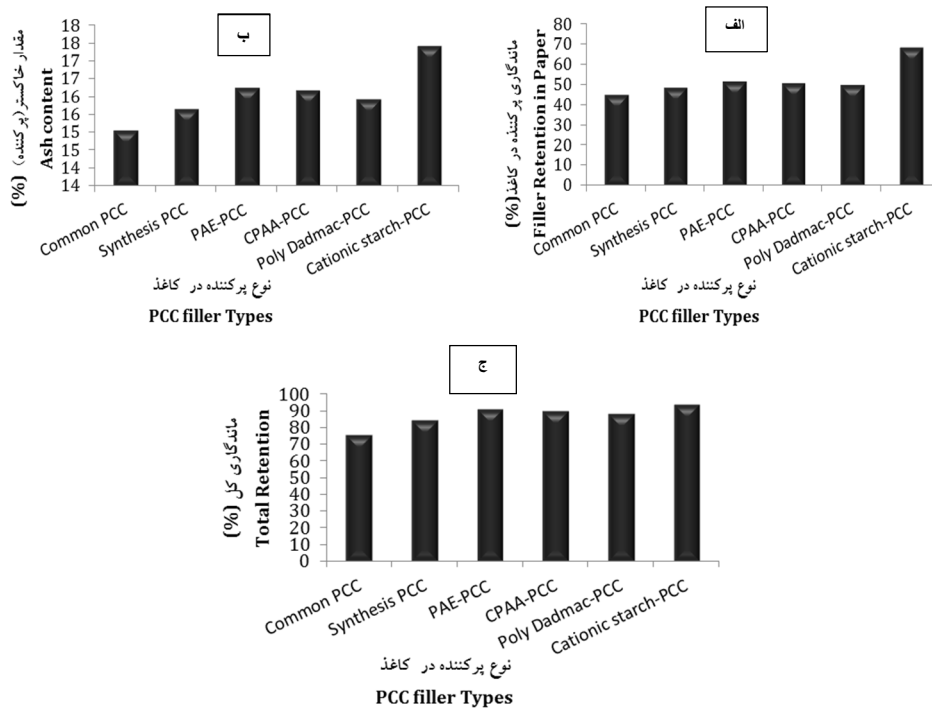 ب
مقدار خاکستر(پرکننده) (%)
Ash content
18
18
17
17
16
16
15
15
14
14
Common PCC
Synthesis PCC
PAE-PCC
CPAA-PCC
Poly Dadmac-PCC
Cationic starch-PCC
نوع پرکننده در کاغذ
PCC filler Types
الف
ماندگاری پرکننده در کاغذ(%)
Filler Retention in Paper
80
70
60
50
40
30
20
10
0
Common PCC
Synthesis PCC
PAE-PCC
CPAA-PCC
Poly Dadmac-PCC
Cationic starch-PCC
نوع پرکننده در کاغذ
PCC filler Types
ج
ماندگاری کل (%)
Total Retention
100
90
80
70
60
50
40
30
20
10
0
Common PCC
Synthesis PCC
PAE-PCC
CPAA-PCC
Poly Dadmac-PCC
Cationic starch-PCC
نوع پرکننده در کاغذ
PCC filler Types